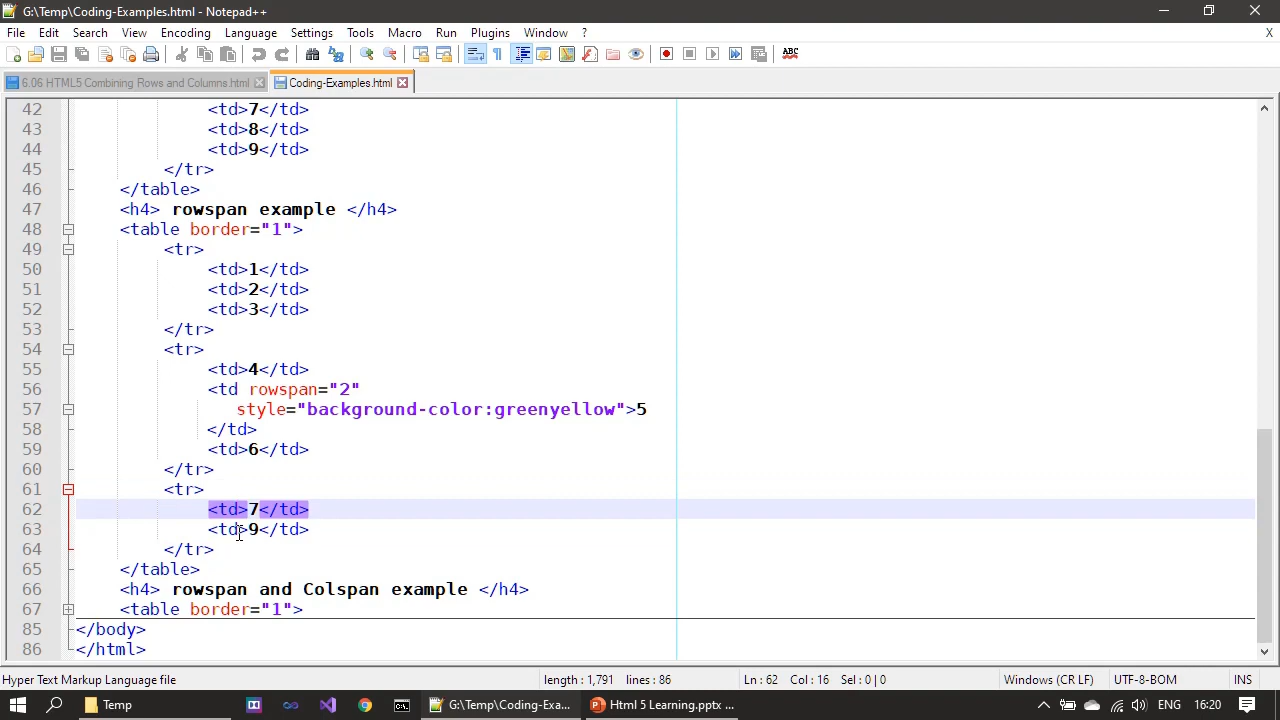 G:\Temp\Coding-Examples.html - Notepad++
File Edit Search View Encoding Language Settings Tools Macro Run Plugins Window ? X
6.06 HTML5 Combining Rows and Columns.html Coding-Examples.html
42 <td>7</td>
43 <td>8</td>
44 <td>9</td>
45 </tr>
46 </table>
47 <h4> rowspan example </h4>
48 <table border="1">
49 <tr>
50 <td>1</td>
51 <td>2</td>
52 <td>3</td>
53 </tr>
54 <tr>
55 <td>4</td>
56 <td rowspan="2"
57 style="background-color:greenyellow">5
58 </td>
59 <td>6</td>
60 </tr>
61 <tr>
62 <td>7</td>
63 <td>9</td>
64 </tr>
65 </table>
66 <h4> rowspan and Colspan example </h4>
67 <table border="1">
85 </body>
86 </html>
Hyper Text Markup Language file length : 1,791 lines : 86 Ln : 62 Col : 16 Sel : 0 | 0 Windows (CR LF) UTF-8-BOM INS
Temp G:\Temp\Coding-Exa... Html 5 Learning.pptx ... ENG 16:20